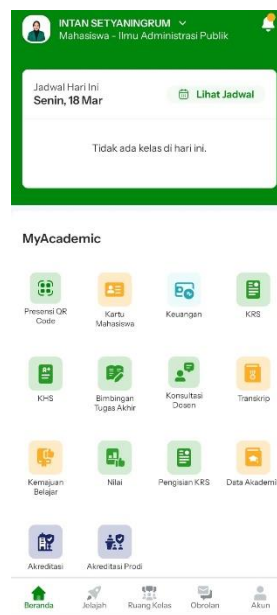 INTAN SETYANINGRUM
Mahasiswa - Ilmu Administrasi Publik
Jadwal Hari Ini
Senin, 18 Mar
Lihat Jadwal
Tidak ada kelas di hari ini.
MyAcademic
Presensi QR
Code
Kartu
Mahasiswa
Keuangan
KRS
KHS
Bimbingan
Tugas Akhir
Konsultasi
Dosen
Transkrip
Kemajuan
Belajar
Nilai
Pengisian KRS
Data Akademi
Akreditasi
Akreditasi Prodi
Beranda
Jelajah
Ruang Kelas
Obrolan
Akun